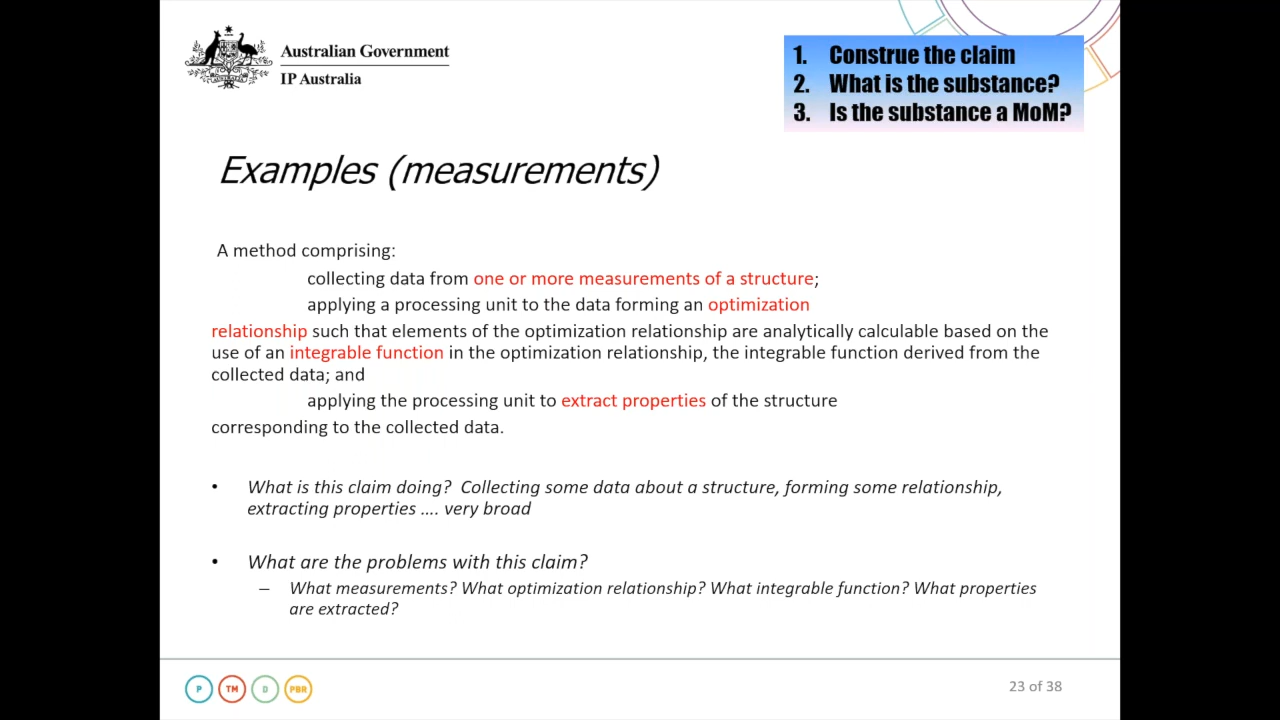 Australian Government
IP Australia
1. Construe the claim
2. What is the substance?
3. Is the substance a MoM?
Examples (measurements)
A method comprising:
collecting data from one or more measurements of a structure;
applying a processing unit to the data forming an optimization
relationship such that elements of the optimization relationship are analytically calculable based on the
use of an integrable function in the optimization relationship, the integrable function derived from the
collected data; and
applying the processing unit to extract properties of the structure
corresponding to the collected data.
• What is this claim doing? Collecting some data about a structure, forming some relationship,
extracting properties .... very broad
• What are the problems with this claim?
– What measurements? What optimization relationship? What integrable function? What properties
are extracted?
P TM D PBR
23 of 38